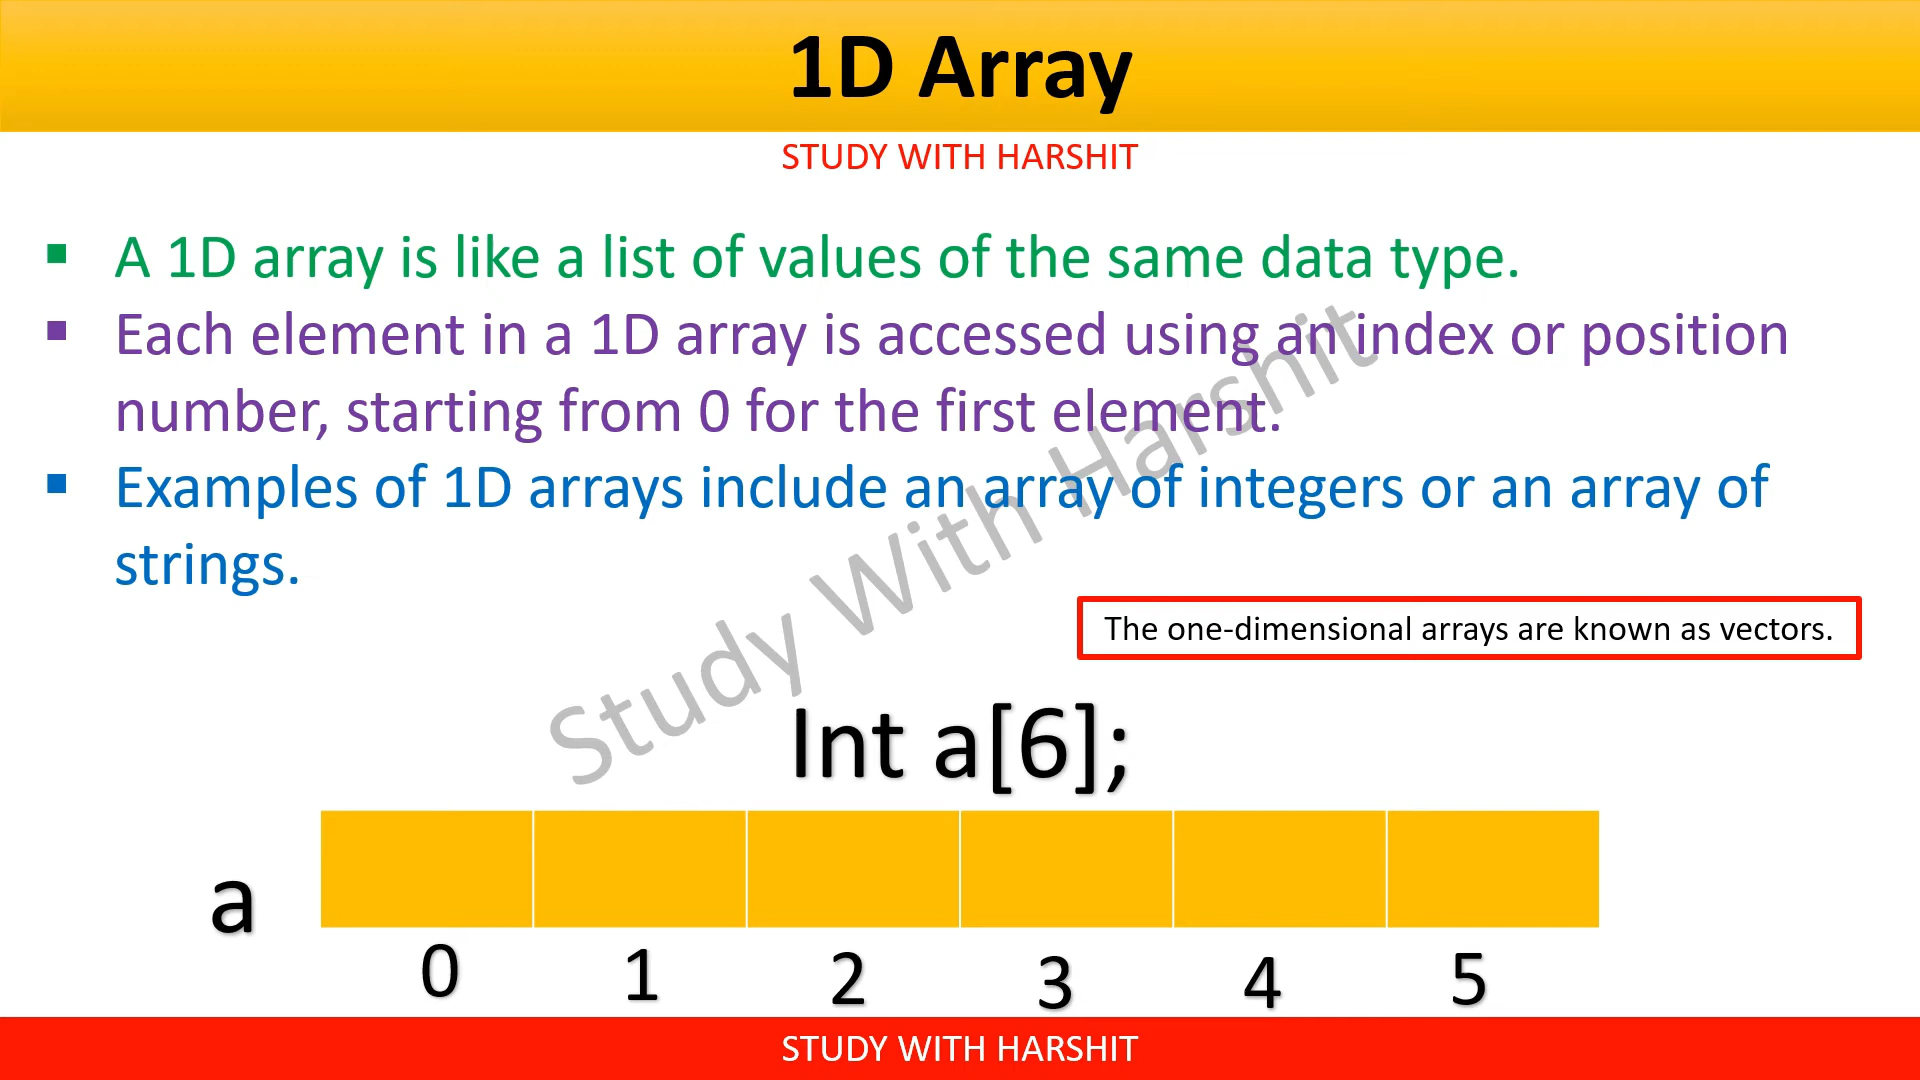 1D Array
STUDY WITH HARSHIT
▪ A 1D array is like a list of values of the same data type.
▪ Each element in a 1D array is accessed using an index or position
number, starting from 0 for the first element.
▪ Examples of 1D arrays include an array of integers or an array of
strings.
The one-dimensional arrays are known as vectors.
Study With Harshit
Int a[6];
a
0 1 2 3 4 5
STUDY WITH HARSHIT